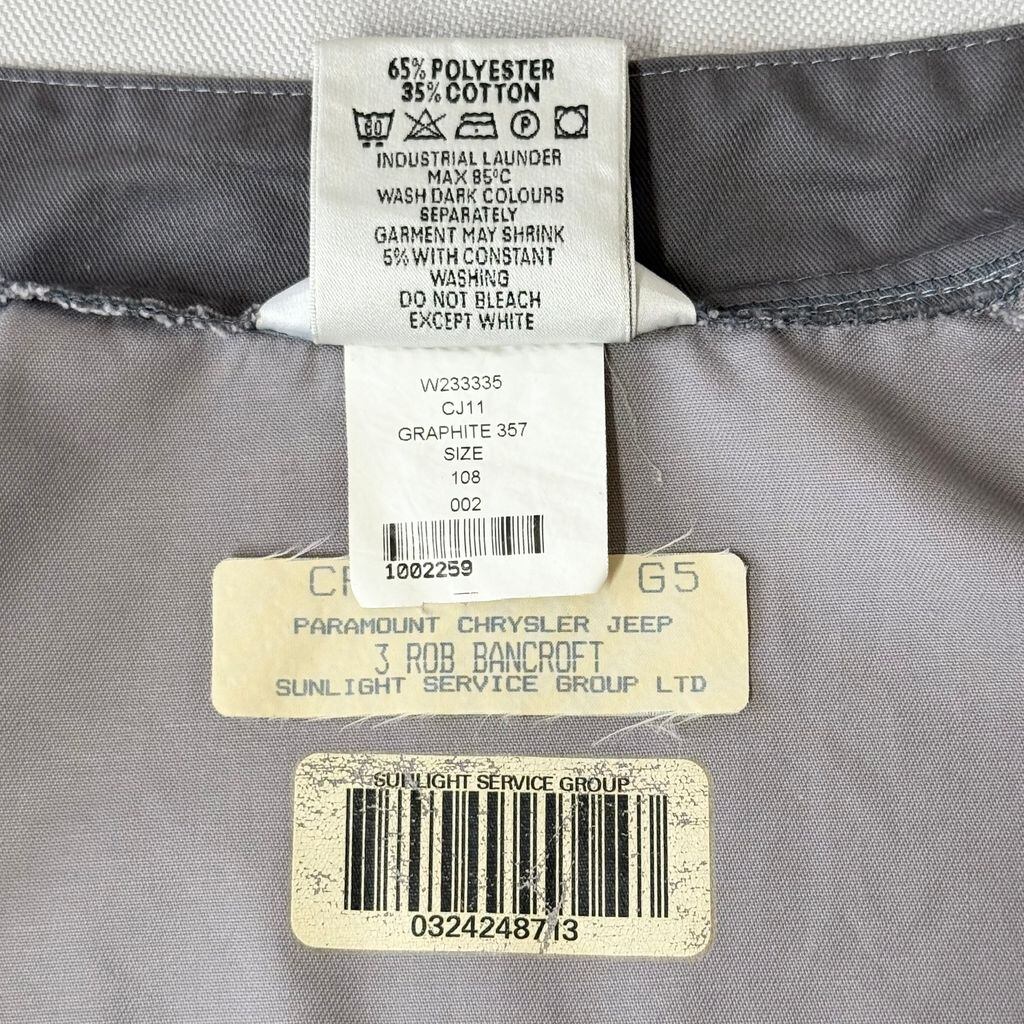 65% POLYESTER
35% COTTON
60
P
INDUSTRIAL LAUNDER
MAX 85°C
WASH DARK COLOURS
SEPARATELY
GARMENT MAY SHRINK
5% WITH CONSTANT
WASHING
DO NOT BLEACH
EXCEPT WHITE
W233335
CJ11
GRAPHITE 357
SIZE
108
002
1002259
G5
PARAMOUNT CHRYSLER JEEP
3 ROB BANCROFT
SUNLIGHT SERVICE GROUP LTD
SUNLIGHT SERVICE GROUP
0324248713